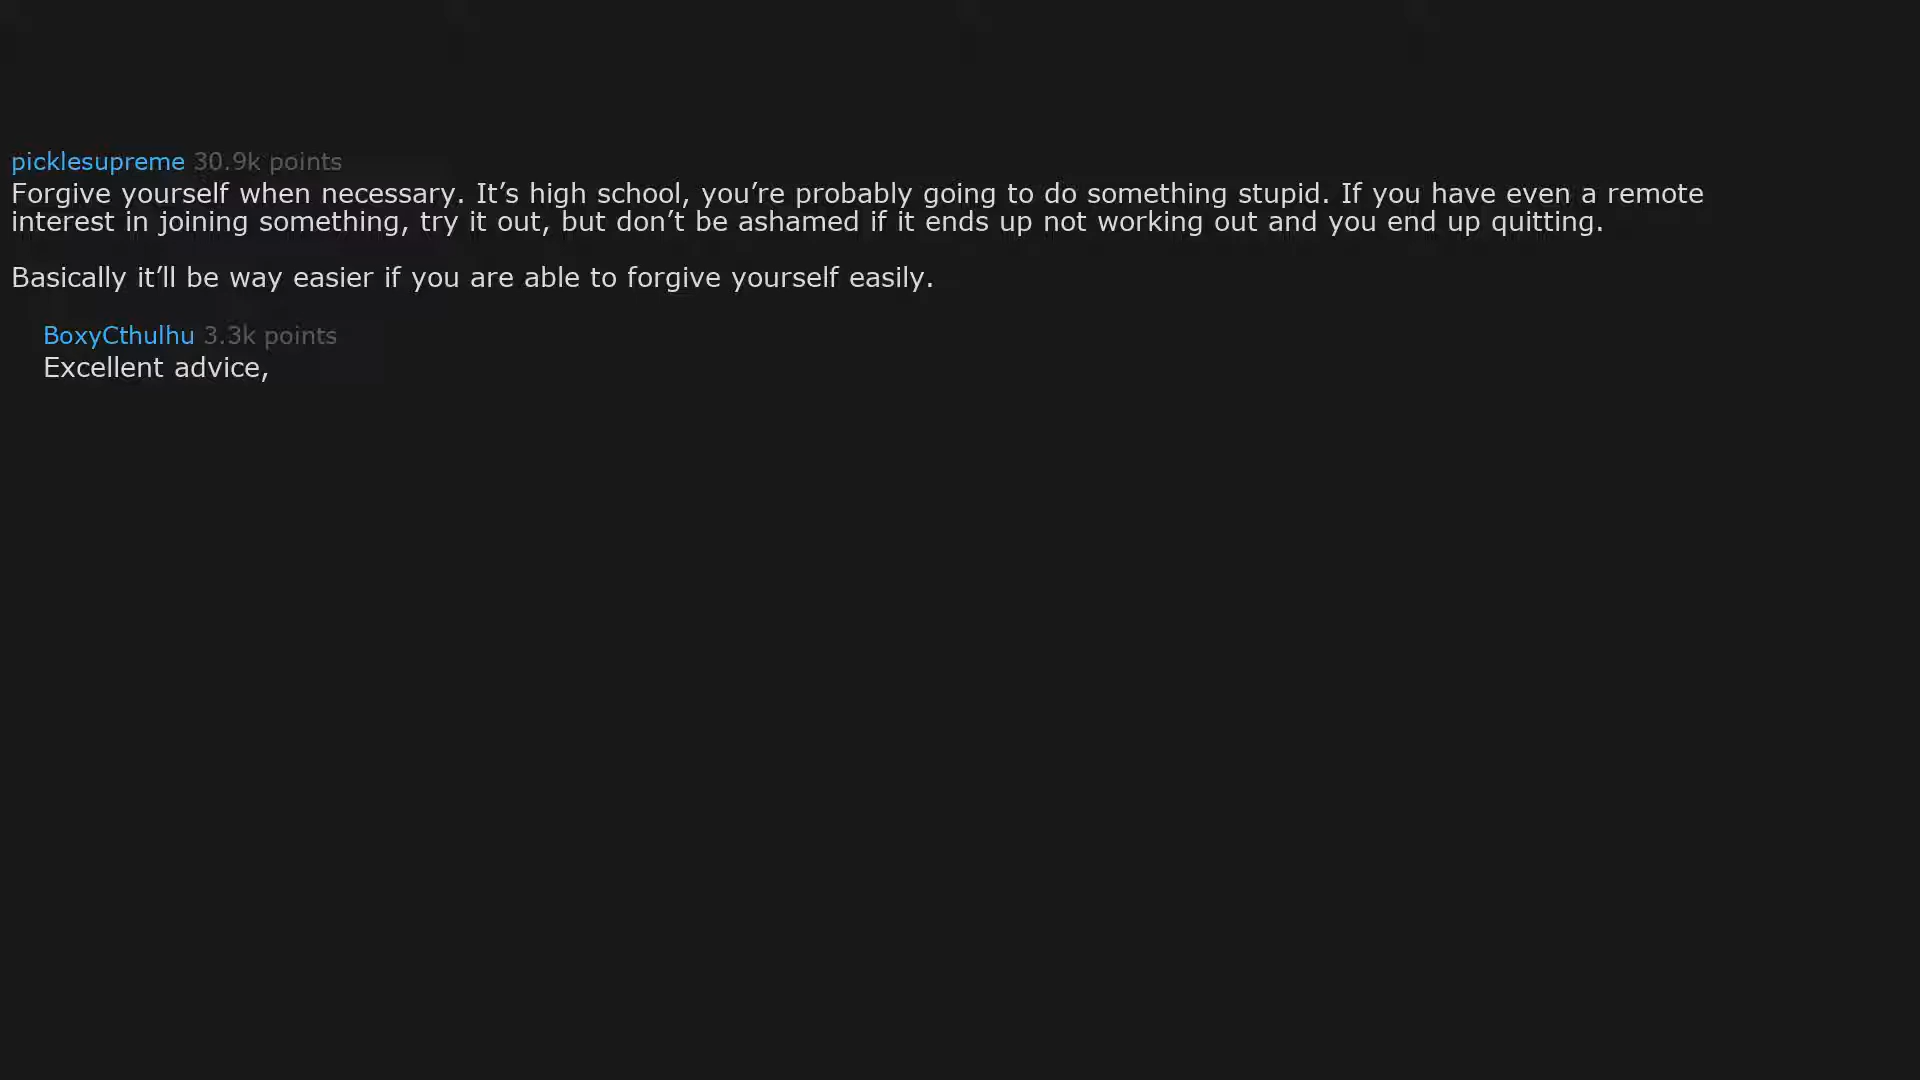 picklesupreme 30.9k points
Forgive yourself when necessary. It’s high school, you’re probably going to do something stupid. If you have even a remote
interest in joining something, try it out, but don’t be ashamed if it ends up not working out and you end up quitting.
Basically it’ll be way easier if you are able to forgive yourself easily.
BoxyCthulhu 3.3k points
Excellent advice,